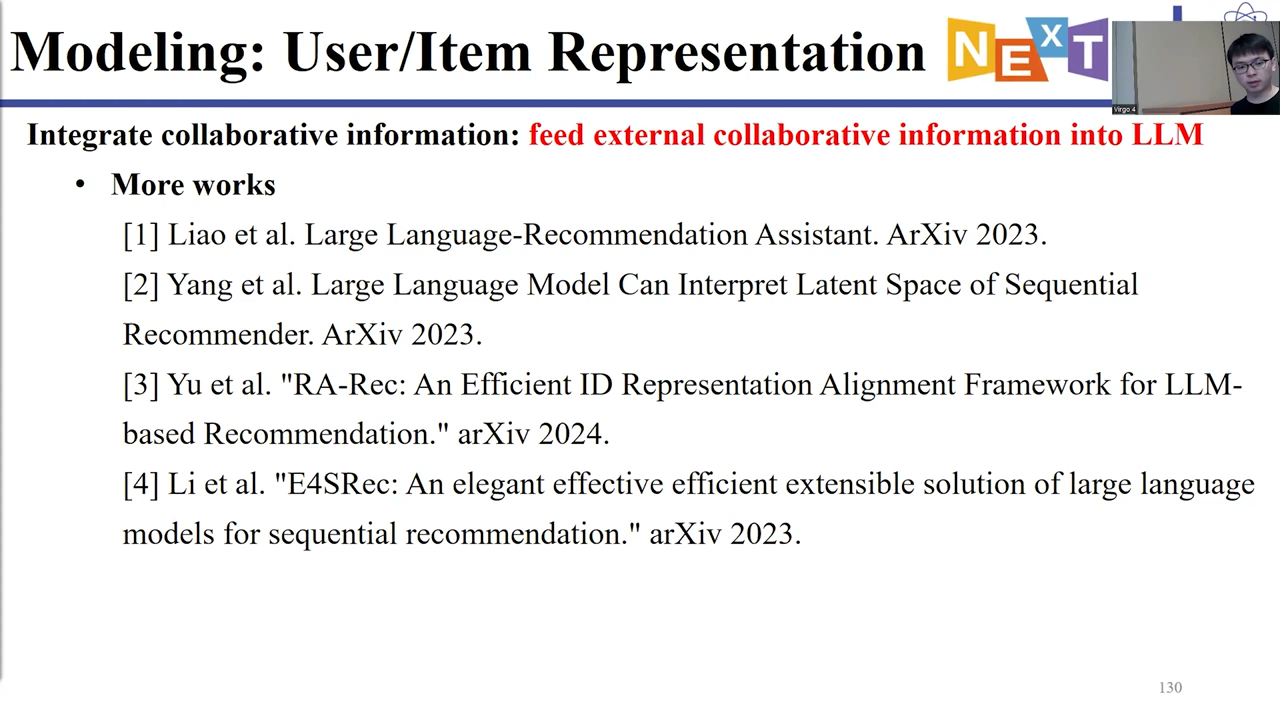 Modeling: User/Item Representation
NExT
Virgo 4
Integrate collaborative information: feed external collaborative information into LLM
• More works
[1] Liao et al. Large Language-Recommendation Assistant. ArXiv 2023.
[2] Yang et al. Large Language Model Can Interpret Latent Space of Sequential
Recommender. ArXiv 2023.
[3] Yu et al. "RA-Rec: An Efficient ID Representation Alignment Framework for LLM-
based Recommendation." arXiv 2024.
[4] Li et al. "E4SRec: An elegant effective efficient extensible solution of large language
models for sequential recommendation." arXiv 2023.
130